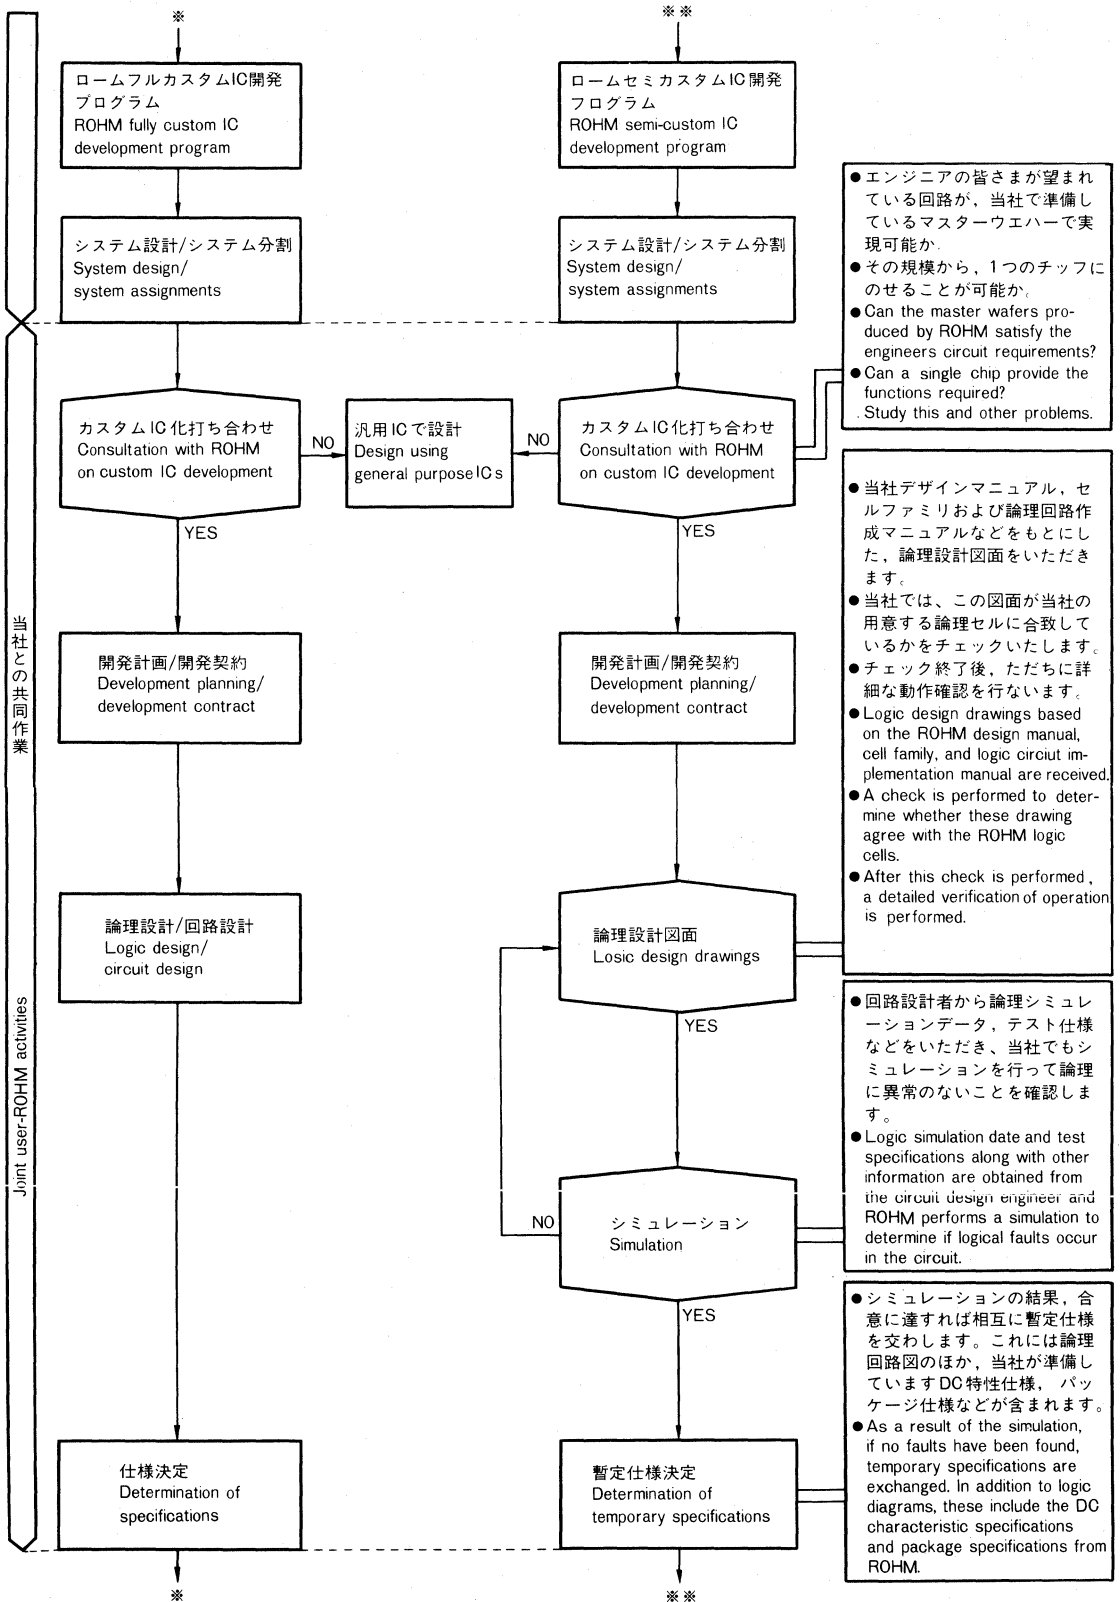 ※
ロームフルカスタムIC開発
プログラム
ROHM fully custom IC
development program
システム設計/システム分割
System design/
system assignments
カスタムIC化打ち合わせ
Consultation with ROHM
on custom IC development
NO
YES
汎用ICで設計
Design using
general purpose ICs
開発計画/開発契約
Development planning/
development contract
論理設計/回路設計
Logic design/
circuit design
仕様決定
Determination of
specifications
※
※※
ロームセミカスタムIC開発
フログラム
ROHM semi-custom IC
development program
システム設計/システム分割
System design/
system assignments
カスタムIC化打ち合わせ
Consultation with ROHM
on custom IC development
NO
YES
開発計画/開発契約
Development planning/
development contract
論理設計図面
Losic design drawings
YES
シミュレーション
Simulation
NO
YES
暫定仕様決定
Determination of
temporary specifications
※※
●エンジニアの皆さまが望まれ
ている回路が，当社で準備し
ているマスターウエハーで実
現可能か.
●その規模から，1つのチッフに
のせることが可能か。
●Can the master wafers pro-
duced by ROHM satisfy the
engineers circuit requirements?
●Can a single chip provide the
functions required?
Study this and other problems.
●当社デザインマニュアル，セ
ルファミリおよび論理回路作
成マニュアルなどをもとにし
た，論理設計図面をいただき
ます。
●当社では、この図面が当社の
用意する論理セルに合致して
いるかをチェックいたします。
●チェック終了後，ただちに詳
細な動作確認を行ないます。
●Logic design drawings based
on the ROHM design manual,
cell family, and logic circiut im-
plementation manual are received.
●A check is performed to deter-
mine whether these drawing
agree with the ROHM logic
cells.
●After this check is performed,
a detailed verification of operation
is performed.
●回路設計者から論理シミュレ
ーションデータ，テスト仕様
などをいただき、当社でもシ
ミュレーションを行って論理
に異常のないことを確認しま
す。
●Logic simulation date and test
specifications along with other
information are obtained from
the circuit design engineer and
ROHM performs a simulation to
determine if logical faults occur
in the circuit.
●シミュレーションの結果，合
意に達すれば相互に暫定仕様
を交わします。これには論理
回路図のほか，当社が準備し
ていますDC特性仕様， パッ
ケージ仕様などが含まれます。
●As a result of the simulation,
if no faults have been found,
temporary specifications are
exchanged. In addition to logic
diagrams, these include the DC
characteristic specifications
and package specifications from
ROHM.
当社との共同作業
Joint user-ROHM activities